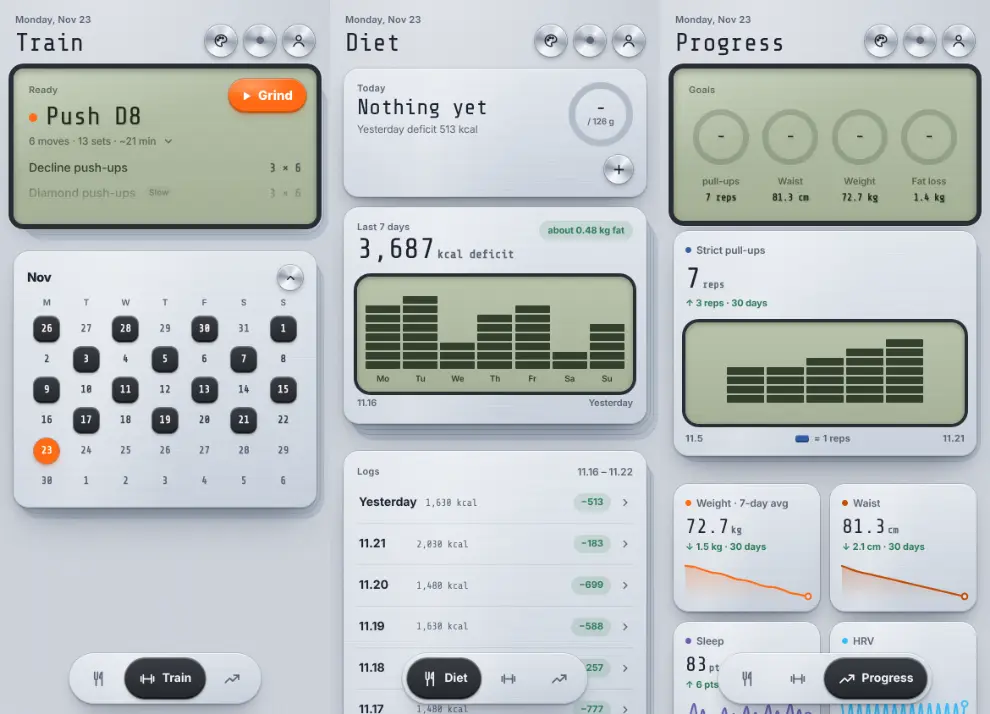 Monday, Nov 23
Train
Ready
Grind
Push D8
6 moves · 13 sets · ~21 min
Decline push-ups 3 × 6
Diamond push-ups Slow 3 × 6
Nov
M T W T F S S
26 27 28 29 30 31 1
2 3 4 5 6 7 8
9 10 11 12 13 14 15
16 17 18 19 20 21 22
23 24 25 26 27 28 29
30 1 2 3 4 5 6
Train
Monday, Nov 23
Diet
Today
Nothing yet
Yesterday deficit 513 kcal
-
/ 126 g
Last 7 days
about 0.48 kg fat
3,687 kcal deficit
Mo Tu We Th Fr Sa Su
11.16 Yesterday
Logs 11.16 – 11.22
Yesterday 1,630 kcal −513
11.21 2,030 kcal −183
11.20 1,480 kcal −699
11.19 1,630 kcal −588
11.18 257
11.17 1,480 kcal −777
Diet
Monday, Nov 23
Progress
Goals
- - - -
pull-ups Waist Weight Fat loss
7 reps 81.3 cm 72.7 kg 1.4 kg
Strict pull-ups
7 reps
↑ 3 reps · 30 days
11.5 = 1 reps 11.21
Weight · 7-day avg
72.7 kg
↓ 1.5 kg · 30 days
Waist
81.3 cm
↓ 2.1 cm · 30 days
Sleep
83 pt
↑ 6 pts
HRV
Progress